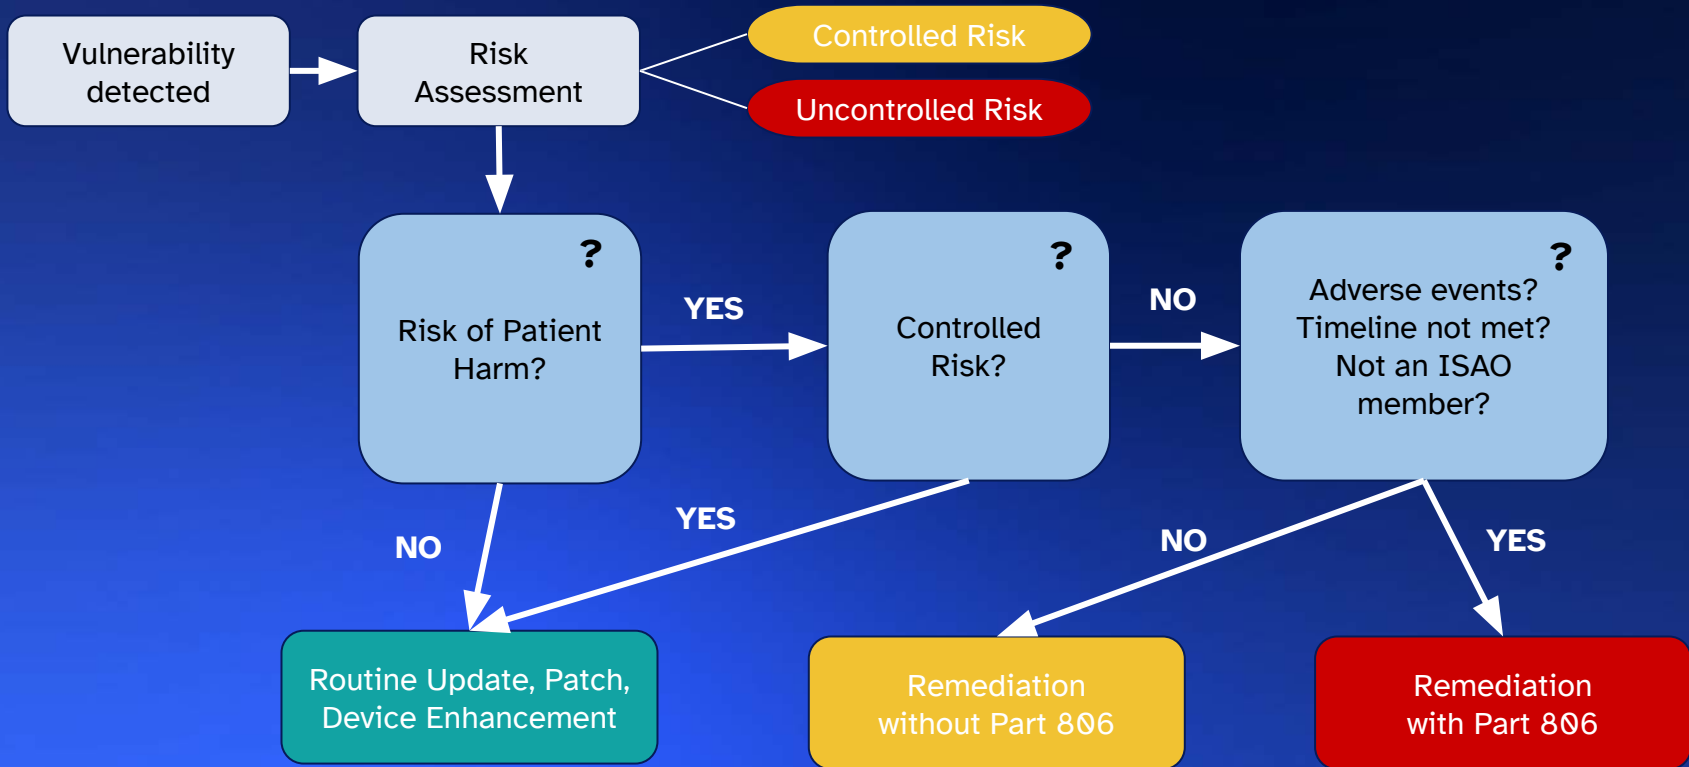 Vulnerability
detected
Risk
Assessment
Controlled Risk
Uncontrolled Risk
?
Risk of Patient
Harm?
YES
?
Controlled
Risk?
NO
?
Adverse events?
Timeline not met?
Not an ISAO
member?
NO
YES
NO
YES
Routine Update, Patch,
Device Enhancement
Remediation
without Part 806
Remediation
with Part 806